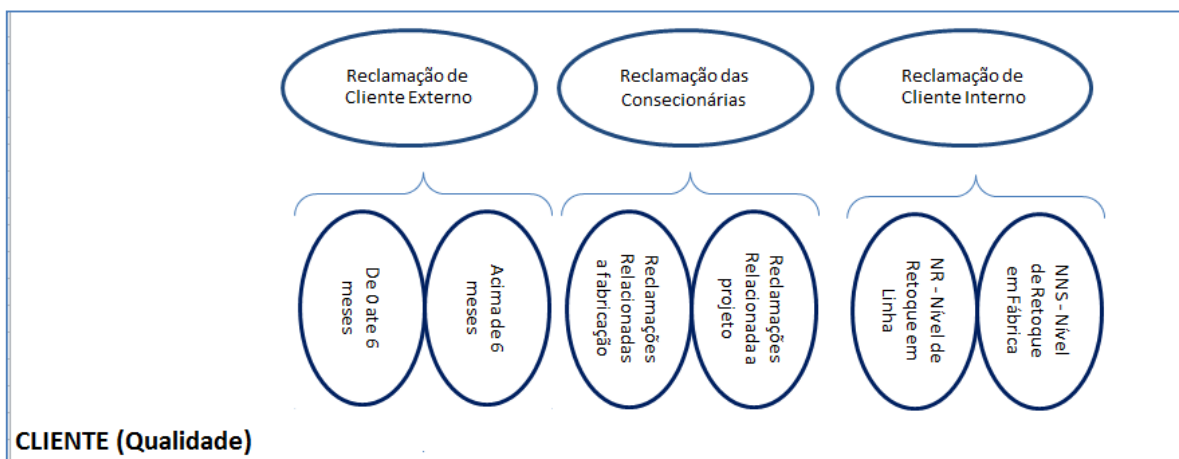 Reclamação de
Cliente Externo
Reclamação das
Consecionárias
Reclamação de
Cliente Interno
De 0 ate 6
meses
Acima de 6
meses
Reclamações
Relacionadas
a fabricação
Reclamações
Relacionada a
projeto
NR - Nível de
Retoque em
Linha
NNS - Nível
de Retoque
em Fábrica
CLIENTE (Qualidade)